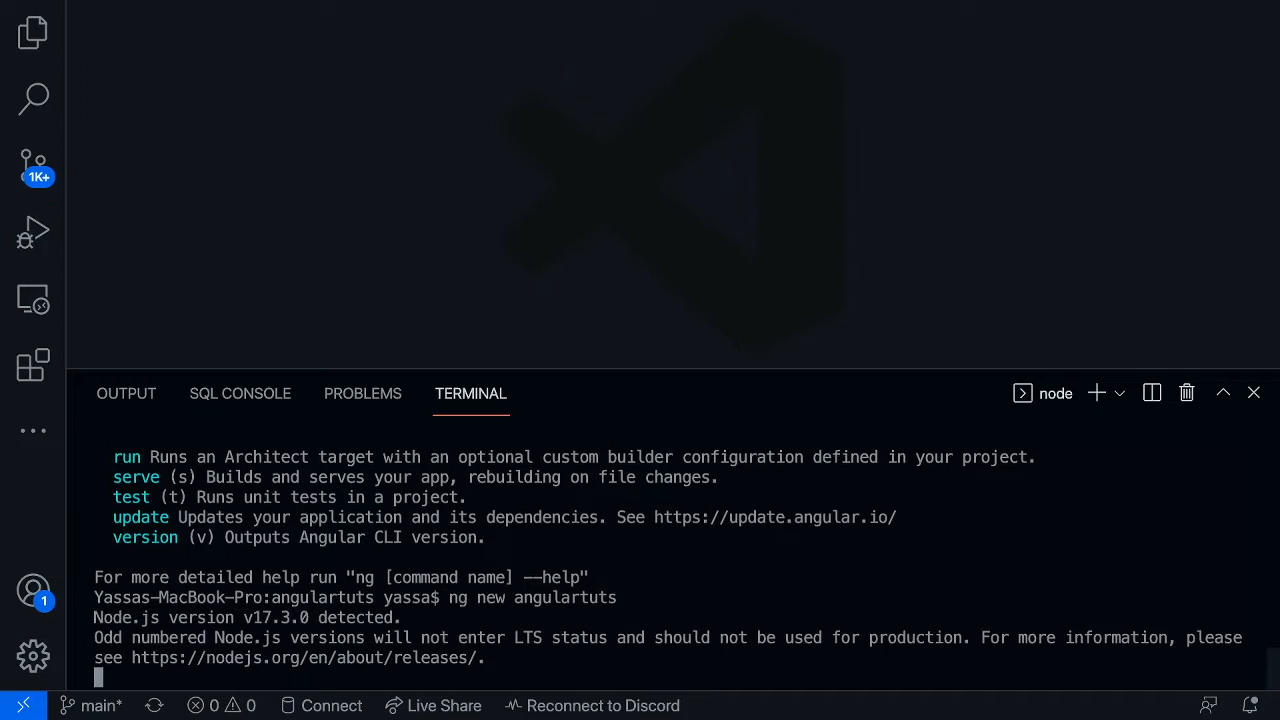 1K+
OUTPUT SQL CONSOLE PROBLEMS TERMINAL node
run Runs an Architect target with an optional custom builder configuration defined in your project.
serve (s) Builds and serves your app, rebuilding on file changes.
test (t) Runs unit tests in a project.
update Updates your application and its dependencies. See https://update.angular.io/
version (v) Outputs Angular CLI version.
For more detailed help run "ng [command name] --help"
Yassas-MacBook-Pro:angulartuts yassa$ ng new angulartuts
Node.js version v17.3.0 detected.
Odd numbered Node.js versions will not enter LTS status and should not be used for production. For more information, please
see https://nodejs.org/en/about/releases/.
1
main* 0 0 Connect Live Share Reconnect to Discord